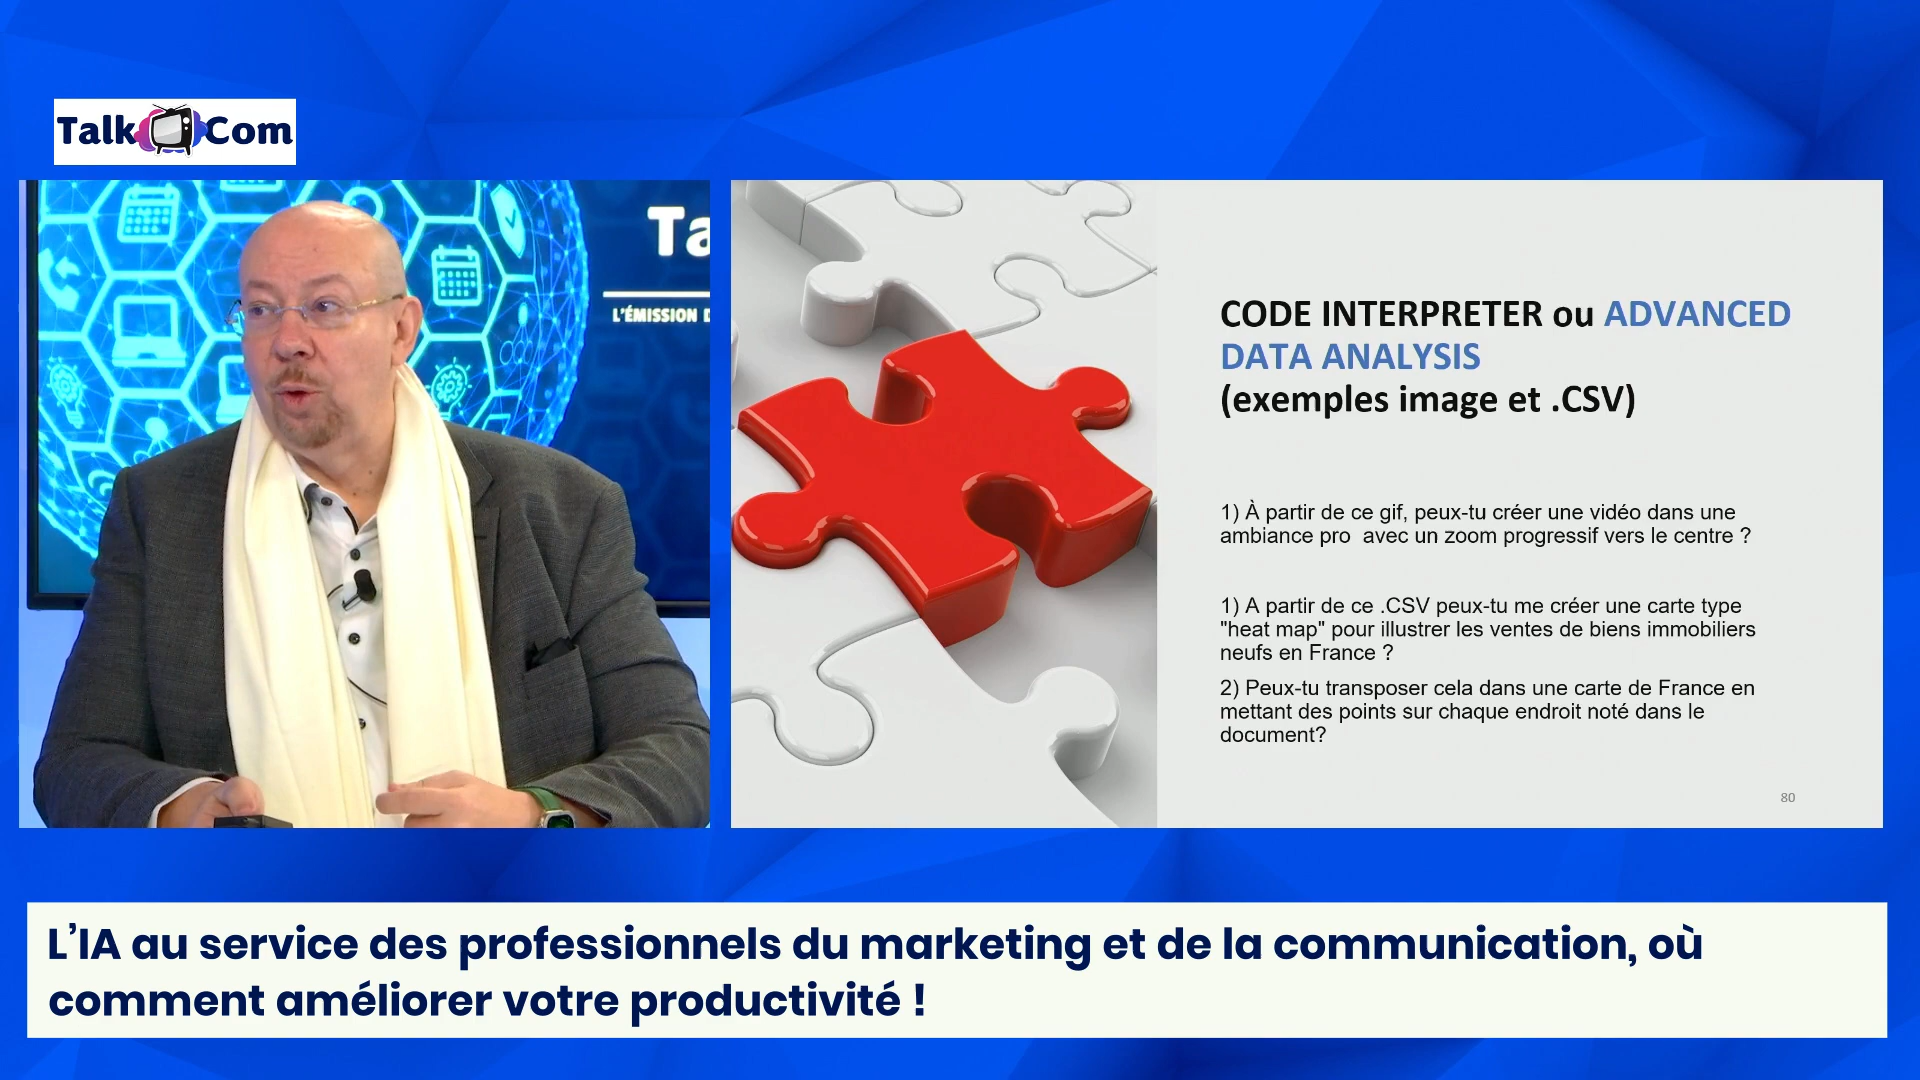 Talk Com
Ta
L'ÉMISSION D
CODE INTERPRETER ou ADVANCED
DATA ANALYSIS
(exemples image et .CSV)
1) À partir de ce gif, peux-tu créer une vidéo dans une
ambiance pro  avec un zoom progressif vers le centre ?
1) A partir de ce .CSV peux-tu me créer une carte type
"heat map" pour illustrer les ventes de biens immobiliers
neufs en France ?
2) Peux-tu transposer cela dans une carte de France en
mettant des points sur chaque endroit noté dans le
document?
80
L’IA au service des professionnels du marketing et de la communication, où
comment améliorer votre productivité !